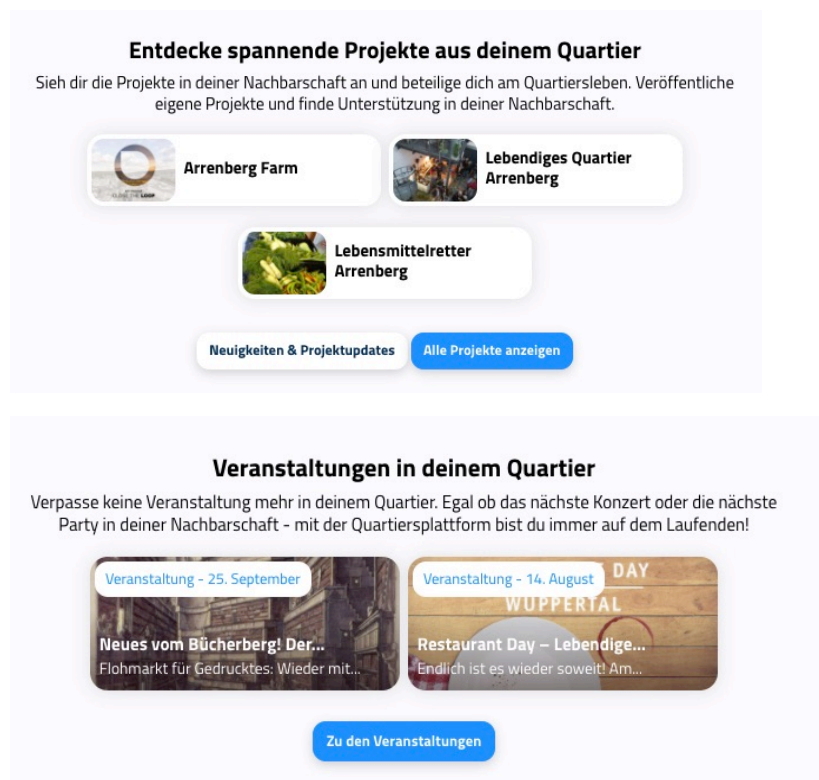 Entdecke spannende Projekte aus deinem Quartier
Sieh dir die Projekte in deiner Nachbarschaft an und beteilige dich am Quartiersleben. Veröffentliche
eigene Projekte und finde Unterstützung in deiner Nachbarschaft.
Arrenberg Farm
LOOP
Lebendiges Quartier
Arrenberg
Lebensmittelretter
Arrenberg
Neuigkeiten & Projektupdates
Alle Projekte anzeigen
Veranstaltungen in deinem Quartier
Verpasse keine Veranstaltung mehr in deinem Quartier. Egal ob das nächste Konzert oder die nächste
Party in deiner Nachbarschaft - mit der Quartiersplattform bist du immer auf dem Laufenden!
Veranstaltung - 25. September
Neues vom Bücherberg! Der...
Flohmarkt für Gedrucktes: Wieder mit...
Veranstaltung - 14. August
DAY
WUPPERTAL
Restaurant Day – Lebendige...
Endlich ist es wieder soweit! Am...
Zu den Veranstaltungen